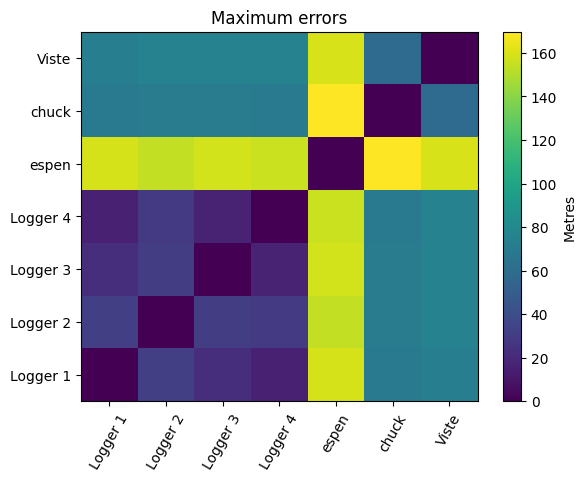 Maximum errors
Viste
chuck
espen
Logger 4
Logger 3
Logger 2
Logger 1
Logger 1
Logger 2
Logger 3
Logger 4
espen
chuck
Viste
160
140
120
100
80
60
40
20
0
Metres